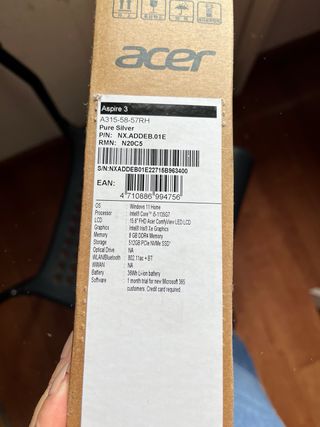 acer
Aspire 3
A315-58-57RH
Pure Silver
P/N: NX.ADDEB.01E
RMN: N20C5
S/N:NXADDEB01E22715B963400
EAN:
4 710886 994756
OS Windows 11 Home
Processor Intel® Core™ i5-1135G7
LCD 15.6" FHD Acer ComfyView LED LCD
Graphics Intel® Iris® Xe Graphics
Memory 8 GB DDR4 Memory
Storage 512GB PCIe NVMe SSD*
Optical Drive NA
WLAN/Bluetooth 802.11ac + BT
WWAN NA
Battery 36Wh Li-ion battery
Software 1 month trial for new Microsoft 365
customers. Credit card required.